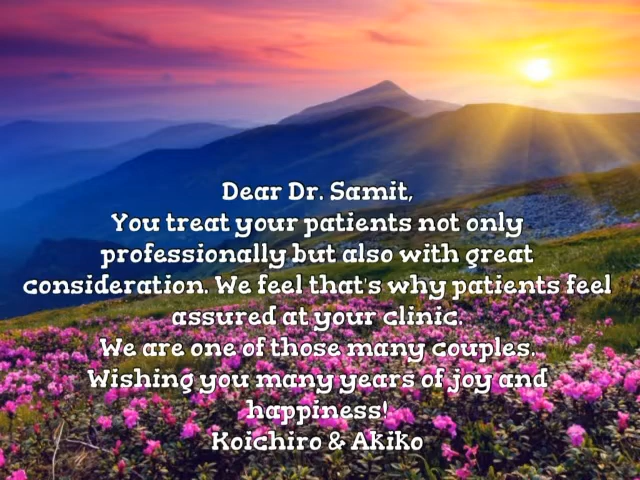 Dear Dr. Samit,
You treat your patients not only
professionally but also with great
consideration. We feel that's why patients feel
assured at your clinic.
We are one of those many couples.
Wishing you many years of joy and
happiness!
Koichiro & Akiko